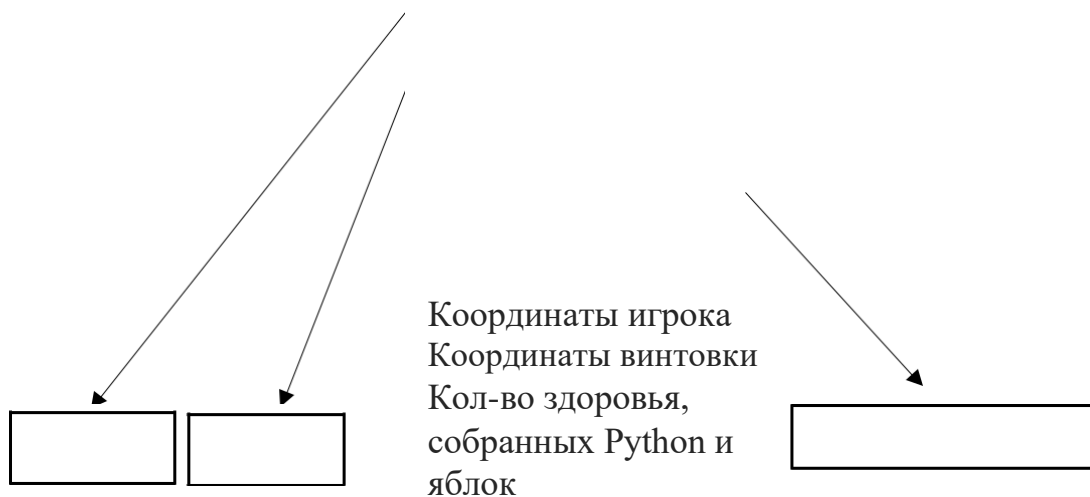 Координаты игрока
Координаты винтовки
Кол-во здоровья,
собранных Python и
яблок